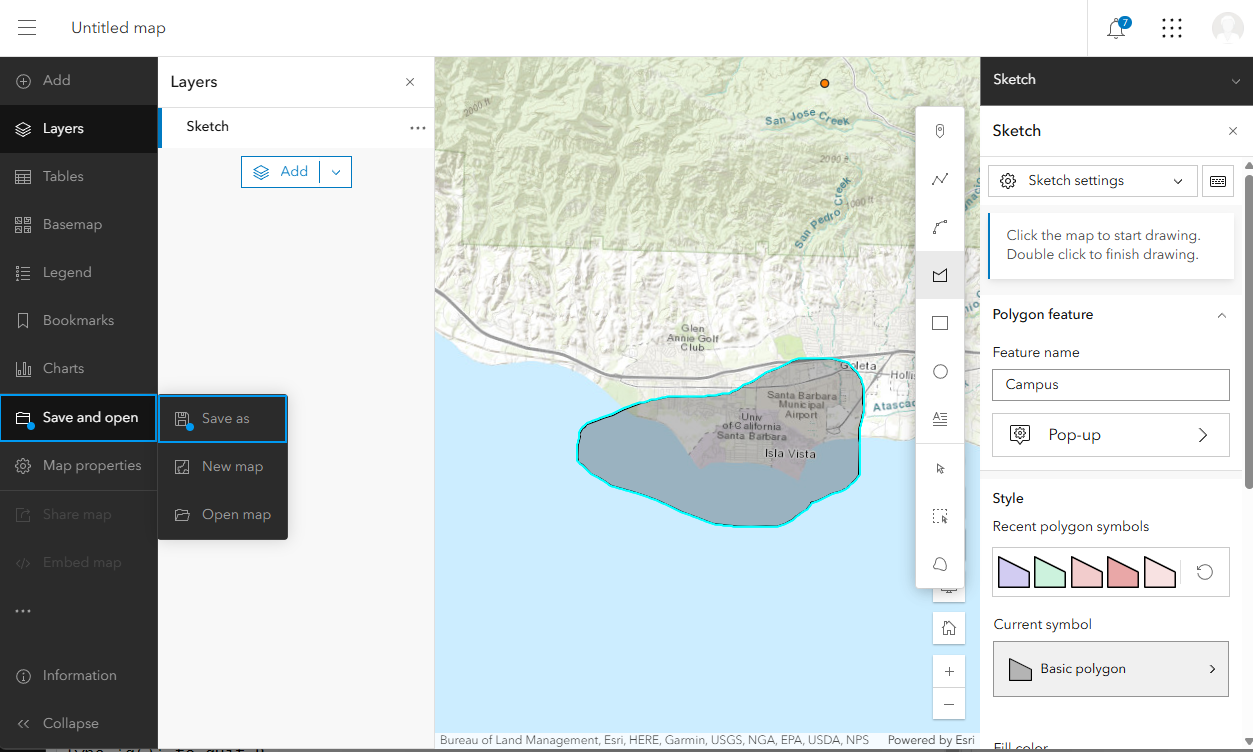 Untitled map
7
Add
Layers
Tables
Basemap
Legend
Bookmarks
Charts
Save and open
Map properties
Share map
Embed map
Information
Collapse
Save as
New map
Open map
Layers
Sketch
Add
2000 ft
San Jose Creek
2000 ft
1000 ft
San Pedro Creek
Glen
Annie Golf
Club
Goleta
Santa Barbara
Municipal
Airport
Univ
of California
Santa Barbara
Isla Vista
Bureau of Land Management, Esri, HERE, Garmin, USGS, NGA, EPA, USDA, NPS
Powered by Esri
Sketch
Sketch
Sketch settings
Click the map to start drawing.
Double click to finish drawing.
Polygon feature
Feature name
Campus
Pop-up
Style
Recent polygon symbols
Current symbol
Basic polygon
Fill color